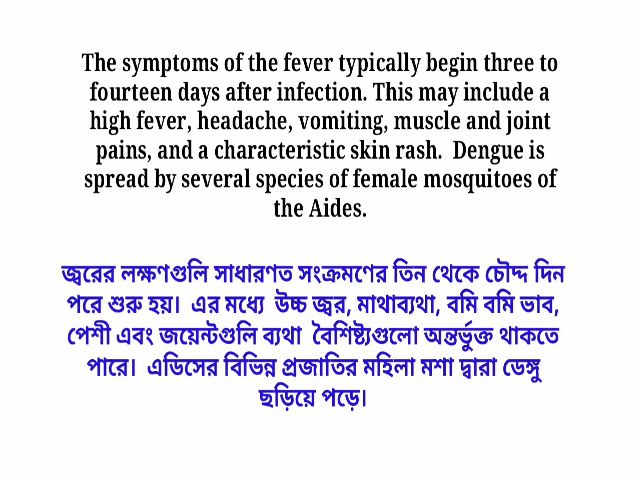 The symptoms of the fever typically begin three to
fourteen days after infection. This may include a
high fever, headache, vomiting, muscle and joint
pains, and a characteristic skin rash.  Dengue is
spread by several species of female mosquitoes of
the Aides.
জ্বরের লক্ষণগুলি সাধারণত সংক্রমণের তিন থেকে চৌদ্দ দিন
পরে শুরু হয়।  এর মধ্যে  উচ্চ জ্বর, মাথাব্যথা, বমি বমি ভাব,
পেশী এবং জয়েন্টগুলি ব্যথা  বৈশিষ্ট্যগুলো অন্তর্ভুক্ত থাকতে
পারে।  এডিসের বিভিন্ন প্রজাতির মহিলা মশা দ্বারা ডেঙ্গু
ছড়িয়ে পড়ে।